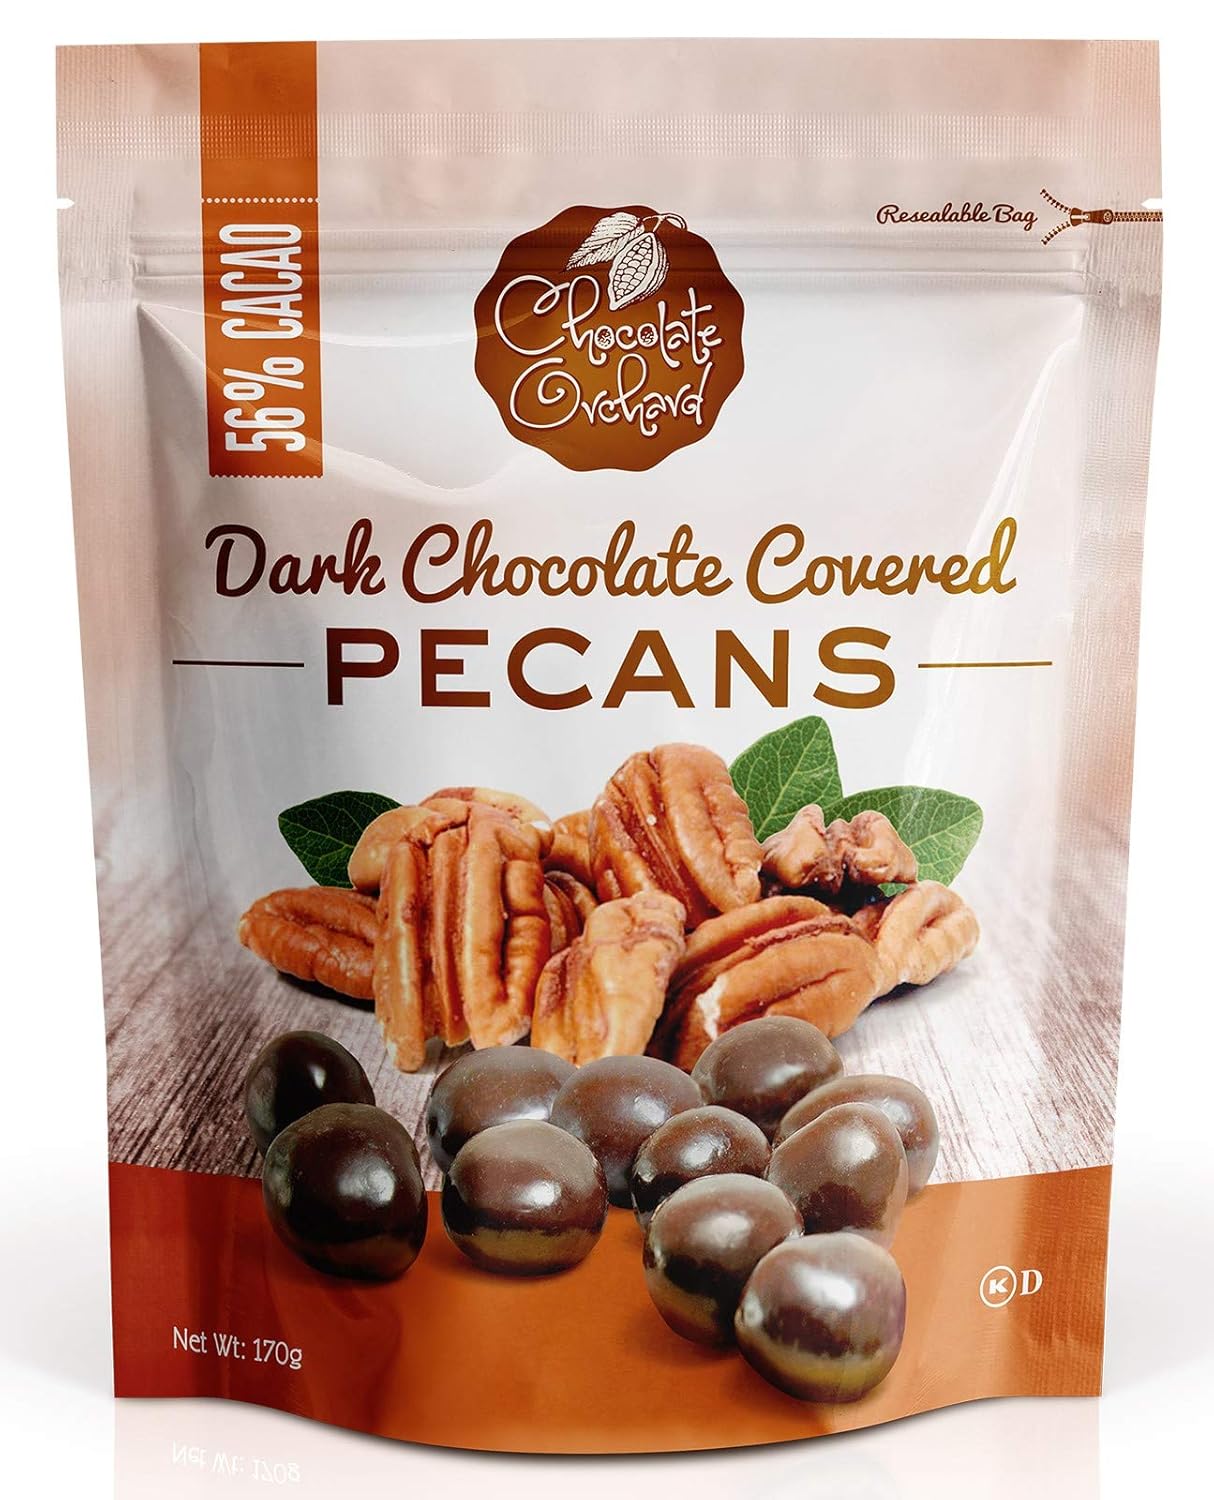 56% CACAO
Resealable Bag
Chocolate
Orchard
Dark Chocolate Covered
PECANS
K D
Net Wt: 170g